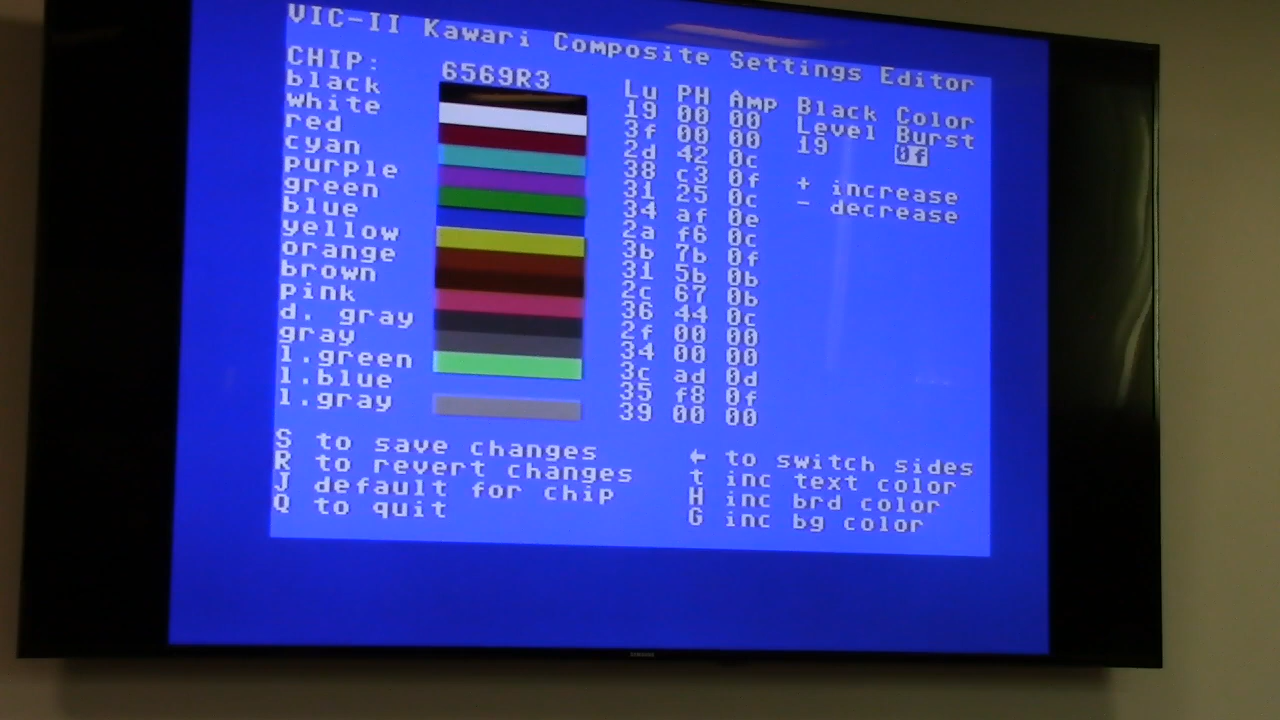 VIC-II Kawari Composite Settings Editor
CHIP: 6569R3 Lu PH AMP Black Color
black 19 00 00 Level Burst
white 3f 00 00 19 0f
red 2d 42 0c
cyan 38 c3 0f + increase
purple 31 25 0c - decrease
green 34 af 0e
blue 2a f6 0c
yellow 3b 7b 0f
orange 31 5b 0b
brown 2c 67 0b
pink 36 44 0c
d. gray 2f 00 00
gray 34 00 00
l.green 3c ad 0d
l.blue 35 f8 0f
l.gray 39 00 00
S to save changes ← to switch sides
R to revert changes t inc text color
J default for chip H inc brd color
Q to quit G inc bg color
SAMSUNG